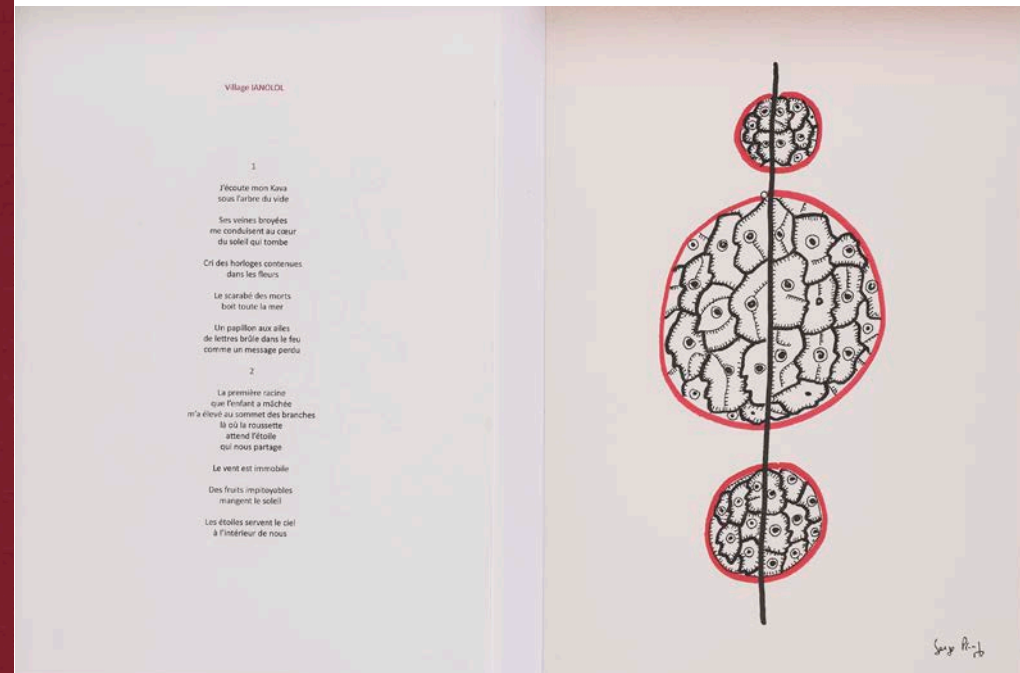 Village IANOLOL
1
J'écoute mon Kava
sous l'arbre du vide
Ses veines broyées
me conduisent au cœur
du soleil qui tombe
Cri des horloges contenues
dans les fleurs
Le scarabé des morts
boit toute la mer
Un papillon aux ailes
de lettres brûle dans le feu
comme un message perdu
2
La première racine
que l'enfant a mâchée
m'a élevé au sommet des branches
là où la roussette
attend l'étoile
qui nous partage
Le vent est immobile
Des fruits impitoyables
mangent le soleil
Les étoiles servent le ciel
à l'intérieur de nous
Serge